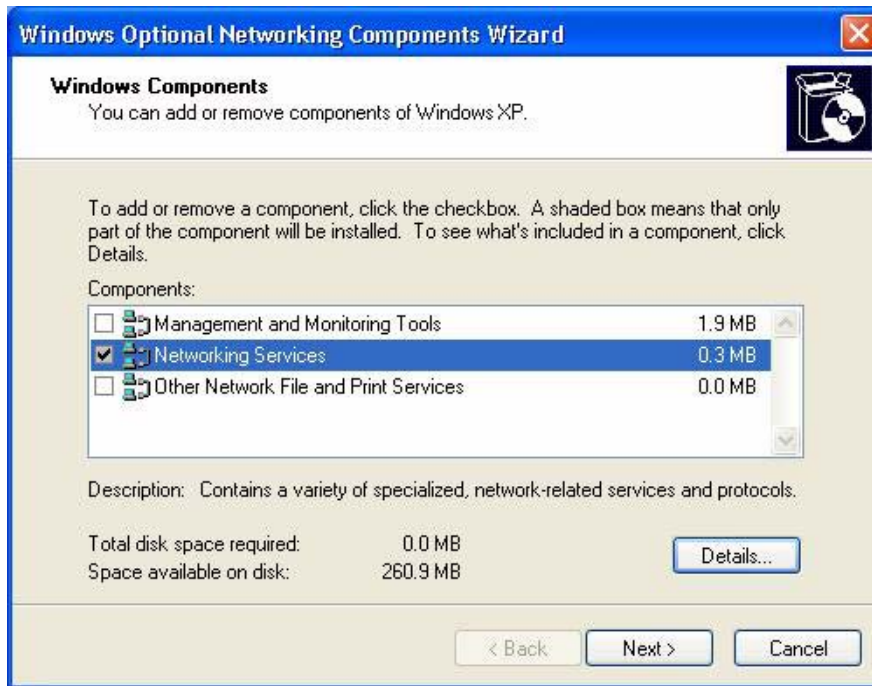 Windows Optional Networking Components Wizard
Windows Components
You can add or remove components of Windows XP.
To add or remove a component, click the checkbox. A shaded box means that only
part of the component will be installed. To see what's included in a component, click
Details.
Components:
Management and Monitoring Tools 1.9 MB
Networking Services 0.3 MB
Other Network File and Print Services 0.0 MB
Description: Contains a variety of specialized, network-related services and protocols.
Total disk space required: 0.0 MB
Space available on disk: 260.9 MB
Details...
< Back Next > Cancel